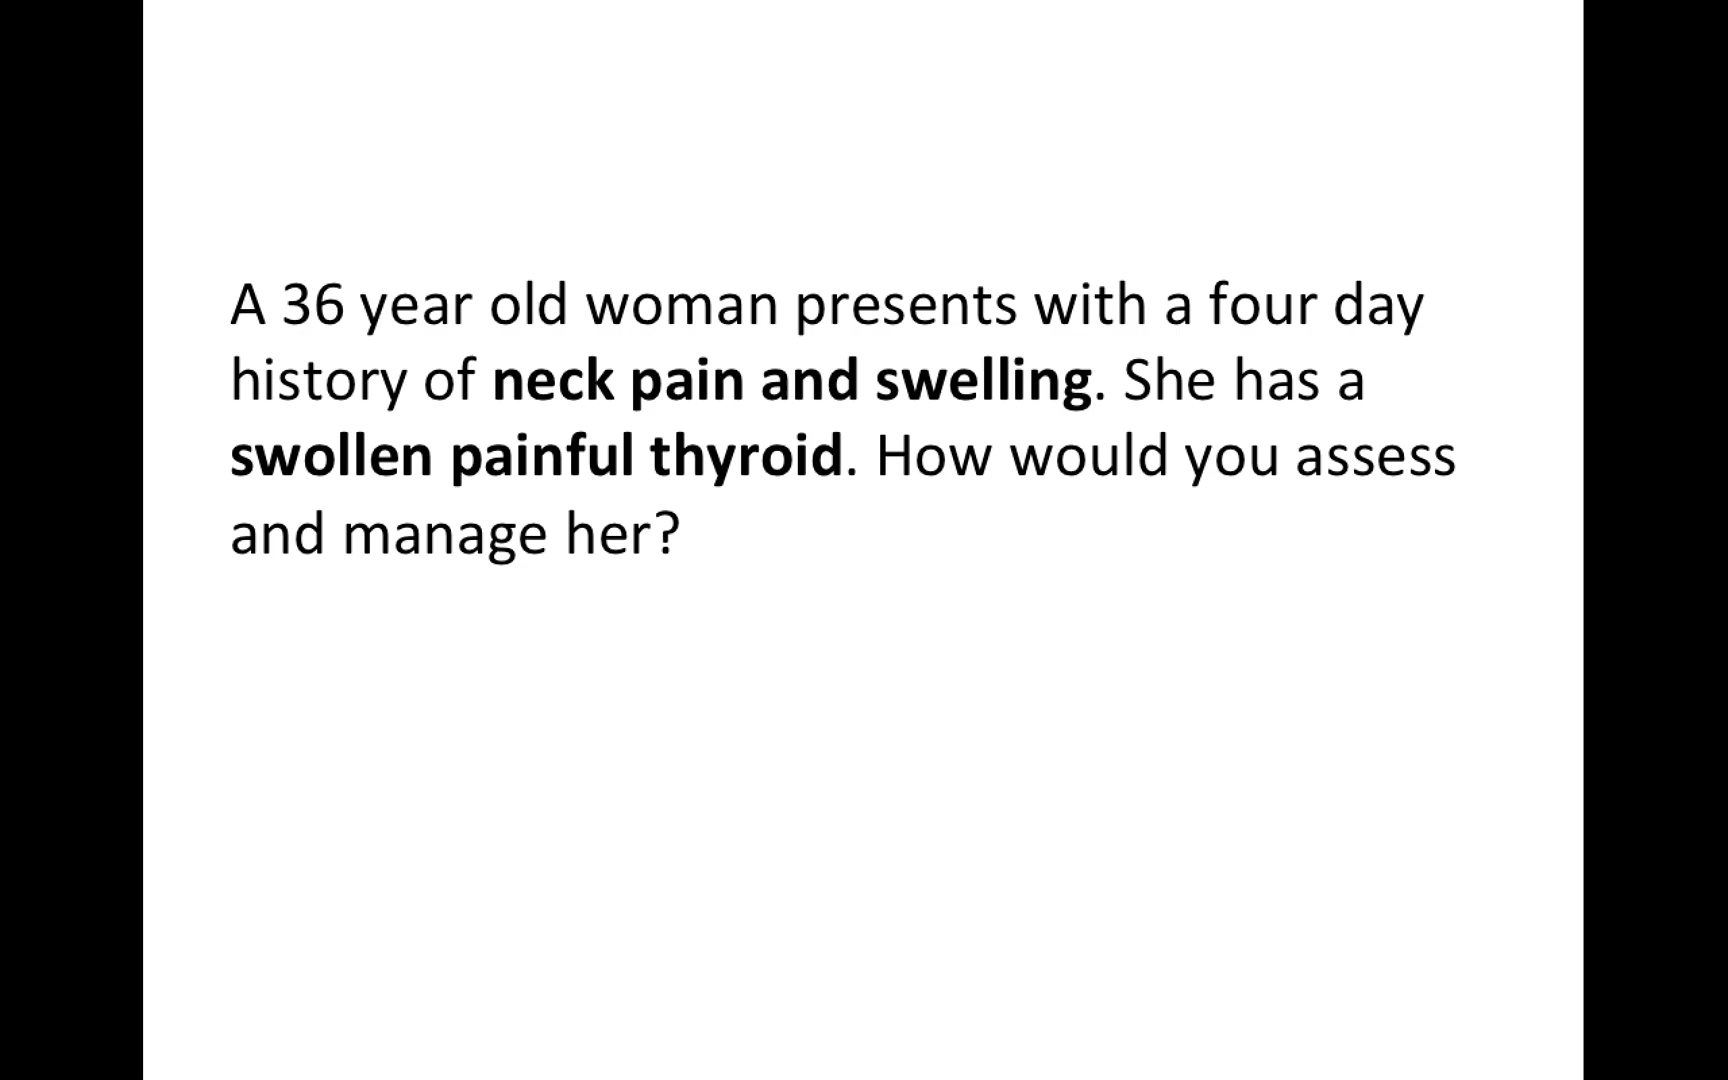 A 36 year old woman presents with a four day
history of neck pain and swelling. She has a
swollen painful thyroid. How would you assess
and manage her?